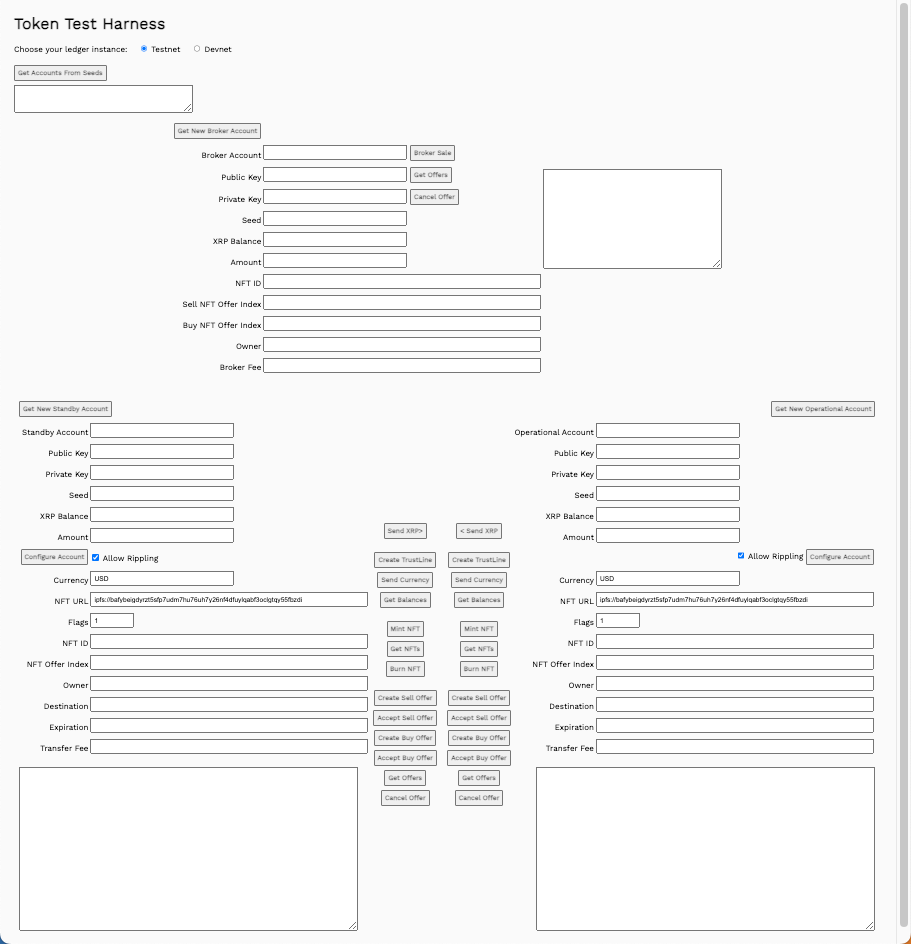 Token Test Harness
Choose your ledger instance: Testnet Devnet
Get Accounts From Seeds
Get New Broker Account
Broker Account Broker Sale
Public Key Get Offers
Private Key Cancel Offer
Seed
XRP Balance
Amount
NFT ID
Sell NFT Offer Index
Buy NFT Offer Index
Owner
Broker Fee
Get New Standby Account
Standby Account
Public Key
Private Key
Seed
XRP Balance
Amount
Configure Account Allow Rippling
Currency USD
NFT URL ipfs://bafybeigdyrzt5sfp7udm7hu76uh7y26nf4dfuylqabf3oclgtqy55fbzdi
Flags 1
NFT ID
NFT Offer Index
Owner
Destination
Expiration
Transfer Fee
Send XRP> < Send XRP
Create TrustLine Create TrustLine
Send Currency Send Currency
Get Balances Get Balances
Mint NFT Mint NFT
Get NFTs Get NFTs
Burn NFT Burn NFT
Create Sell Offer Create Sell Offer
Accept Sell Offer Accept Sell Offer
Create Buy Offer Create Buy Offer
Accept Buy Offer Accept Buy Offer
Get Offers Get Offers
Cancel Offer Cancel Offer
Get New Operational Account
Operational Account
Public Key
Private Key
Seed
XRP Balance
Amount
Allow Rippling Configure Account
Currency USD
NFT URL ipfs://bafybeigdyrzt5sfp7udm7hu76uh7y26nf4dfuylqabf3oclgtqy55fbzdi
Flags 1
NFT ID
NFT Offer Index
Owner
Destination
Expiration
Transfer Fee